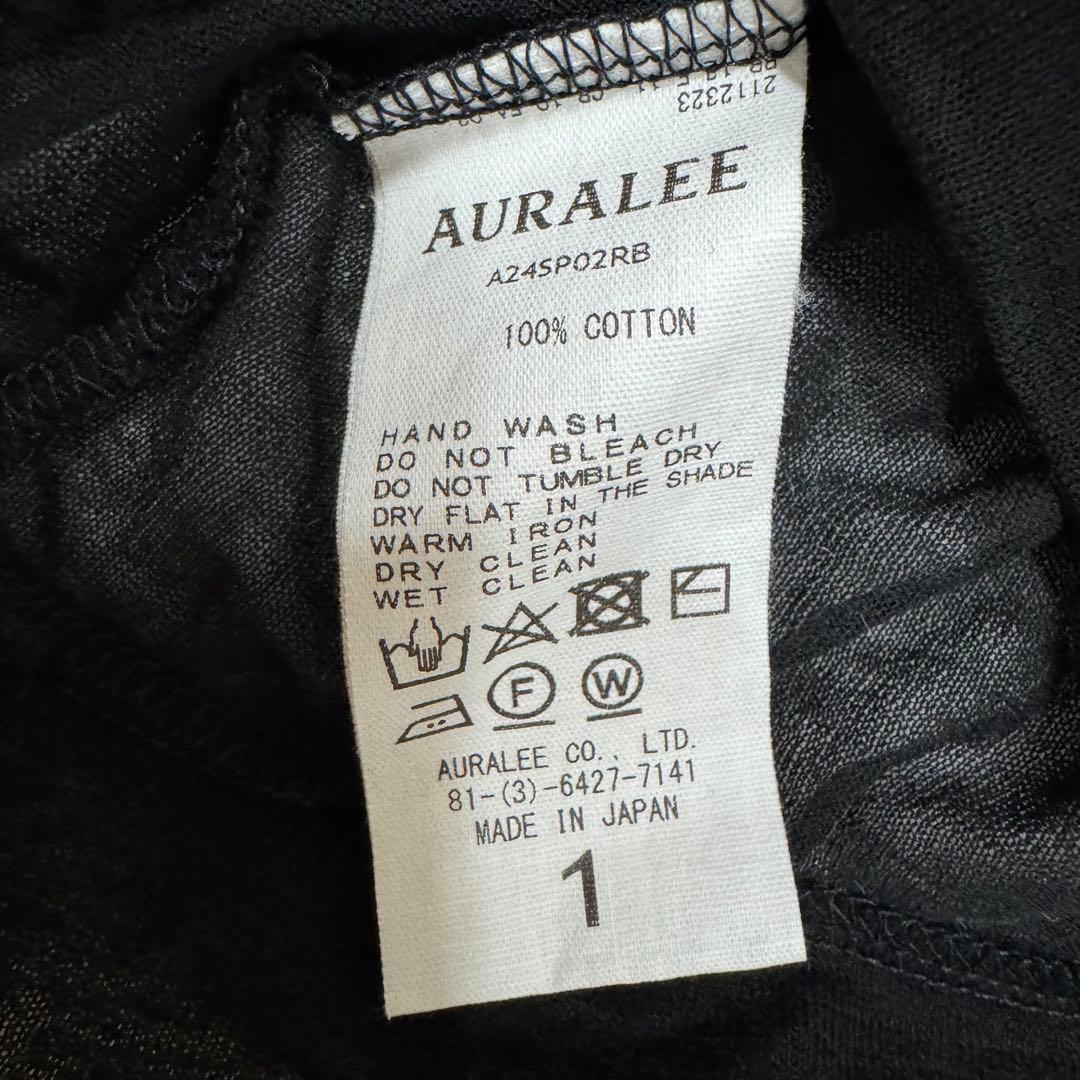 2112323
AURALEE
A24SP02RB
100% COTTON
HAND WASH
DO NOT BLEACH
DO NOT TUMBLE DRY
DRY FLAT IN THE SHADE
WARM IRON
DRY CLEAN
WET CLEAN
F W
AURALEE CO., LTD.
81-(3)-6427-7141
MADE IN JAPAN
1